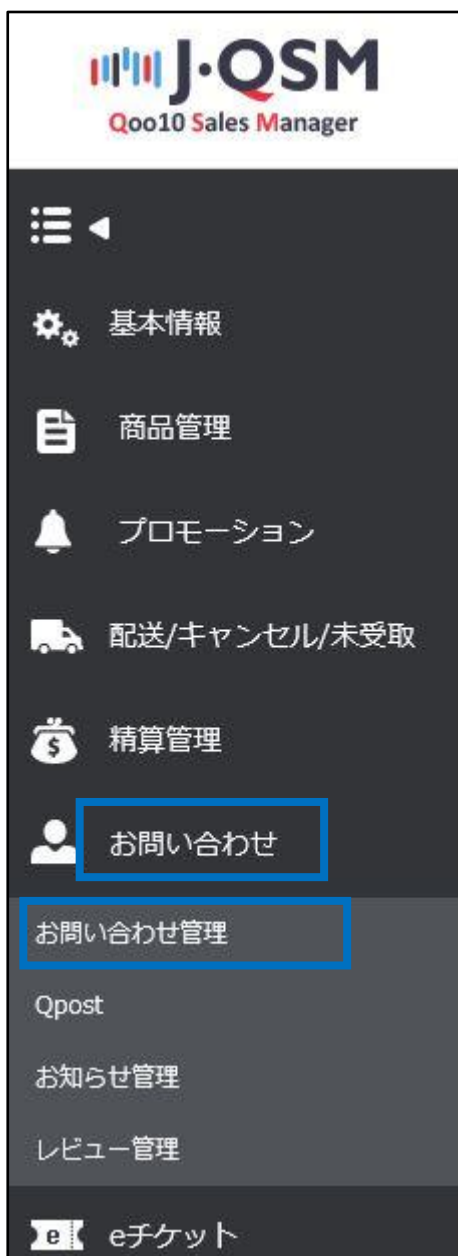 J·QSM
Qoo10 Sales Manager
基本情報
商品管理
プロモーション
配送/キャンセル/未受取
$
精算管理
お問い合わせ
お問い合わせ管理
Qpost
お知らせ管理
レビュー管理
e
eチケット